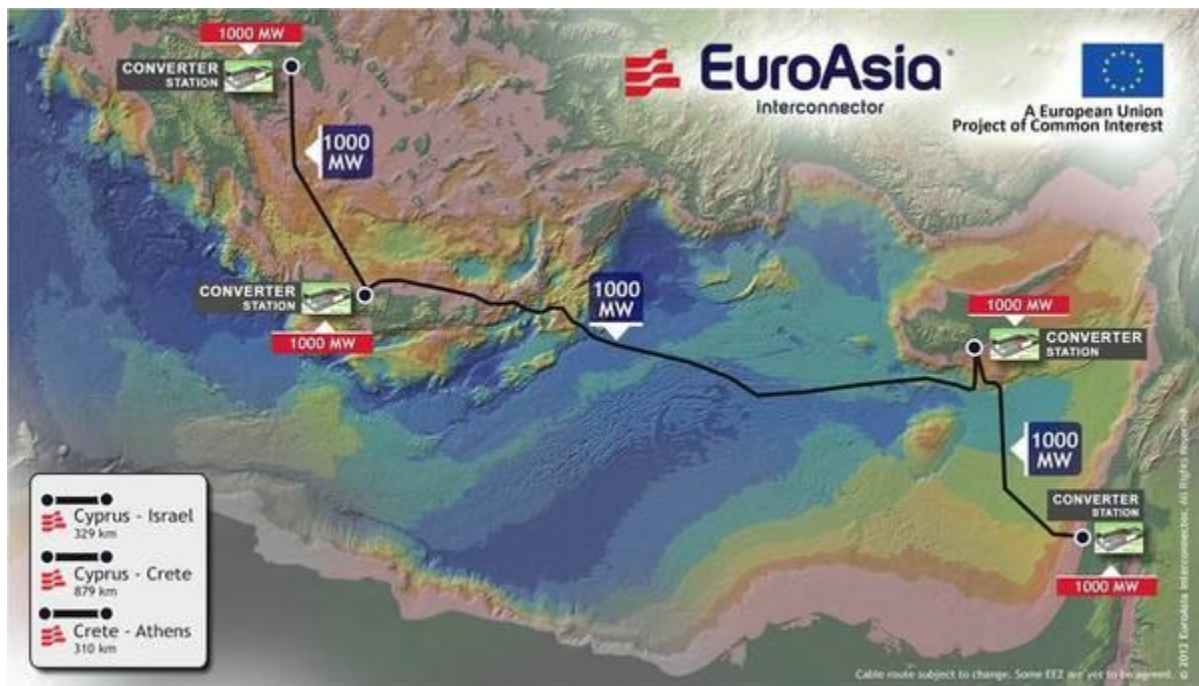 1000 MW
CONVERTER
STATION
EuroAsia
interconnector
A European Union
Project of Common Interest
1000
MW
CONVERTER
STATION
1000 MW
1000
MW
1000 MW
CONVERTER
STATION
1000
MW
CONVERTER
STATION
1000 MW
Cyprus - Israel
329 km
Cyprus - Crete
879 km
Crete - Athens
310 km
Cable route subject to change. Some EEZ are yet to be agreed.
© 2012 EuroAsia Interconnector. All Rights Reserved.